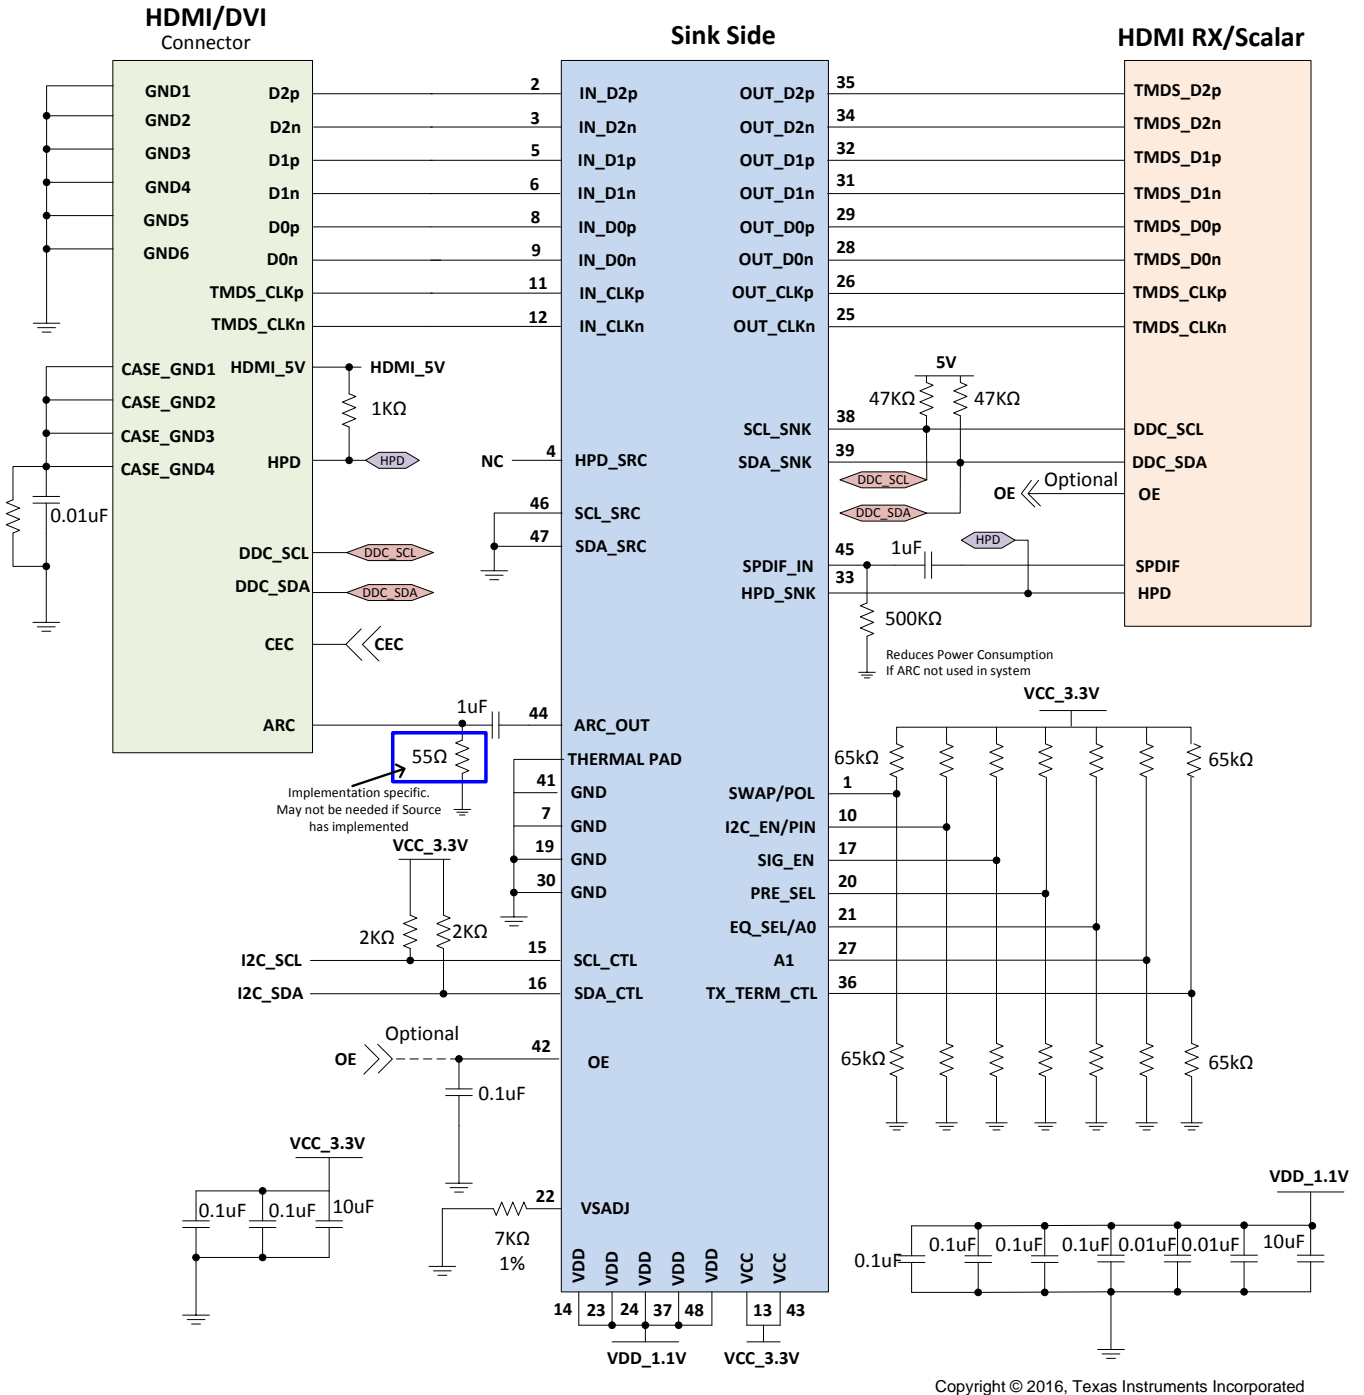 HDMI/DVI
Connector
Sink Side
HDMI RX/Scalar
GND1
GND2
GND3
GND4
GND5
GND6
CASE_GND1
CASE_GND2
CASE_GND3
CASE_GND4
0.01uF
D2p
D2n
D1p
D1n
D0p
D0n
TMDS_CLKp
TMDS_CLKn
HDMI_5V
HDMI_5V
1KΩ
HPD
HPD
DDC_SCL
DDC_SCL
DDC_SDA
DDC_SDA
CEC
CEC
ARC
1uF
55Ω
Implementation specific.
May not be needed if Source
has implemented
VCC_3.3V
2KΩ
2KΩ
I2C_SCL
I2C_SDA
Optional
OE
0.1uF
VCC_3.3V
0.1uF
0.1uF
10uF
7KΩ
1%
2
IN_D2p
3
IN_D2n
5
IN_D1p
6
IN_D1n
8
IN_D0p
9
IN_D0n
11
IN_CLKp
12
IN_CLKn
NC
4
HPD_SRC
46
SCL_SRC
47
SDA_SRC
44
ARC_OUT
THERMAL PAD
41
GND
7
GND
19
GND
30
GND
15
SCL_CTL
16
SDA_CTL
42
OE
22
VSADJ
VDD
VDD
VDD
VDD
VDD
VCC
VCC
14
23
24
37
48
13
43
VDD_1.1V
VCC_3.3V
OUT_D2p
35
OUT_D2n
34
OUT_D1p
32
OUT_D1n
31
OUT_D0p
29
OUT_D0n
28
OUT_CLKp
26
OUT_CLKn
25
5V
47KΩ
47KΩ
SCL_SNK
38
SDA_SNK
39
DDC_SCL
DDC_SDA
OE
Optional
HPD
SPDIF_IN
45
1uF
HPD_SNK
33
500KΩ
Reduces Power Consumption
If ARC not used in system
VCC_3.3V
65kΩ
65kΩ
SWAP/POL
1
I2C_EN/PIN
10
SIG_EN
17
PRE_SEL
20
EQ_SEL/A0
21
A1
27
TX_TERM_CTL
36
65kΩ
65kΩ
TMDS_D2p
TMDS_D2n
TMDS_D1p
TMDS_D1n
TMDS_D0p
TMDS_D0n
TMDS_CLKp
TMDS_CLKn
DDC_SCL
DDC_SDA
OE
SPDIF
HPD
VDD_1.1V
0.1uF
0.1uF
0.1uF
0.1uF
0.01uF
0.01uF
10uF
Copyright © 2016, Texas Instruments Incorporated